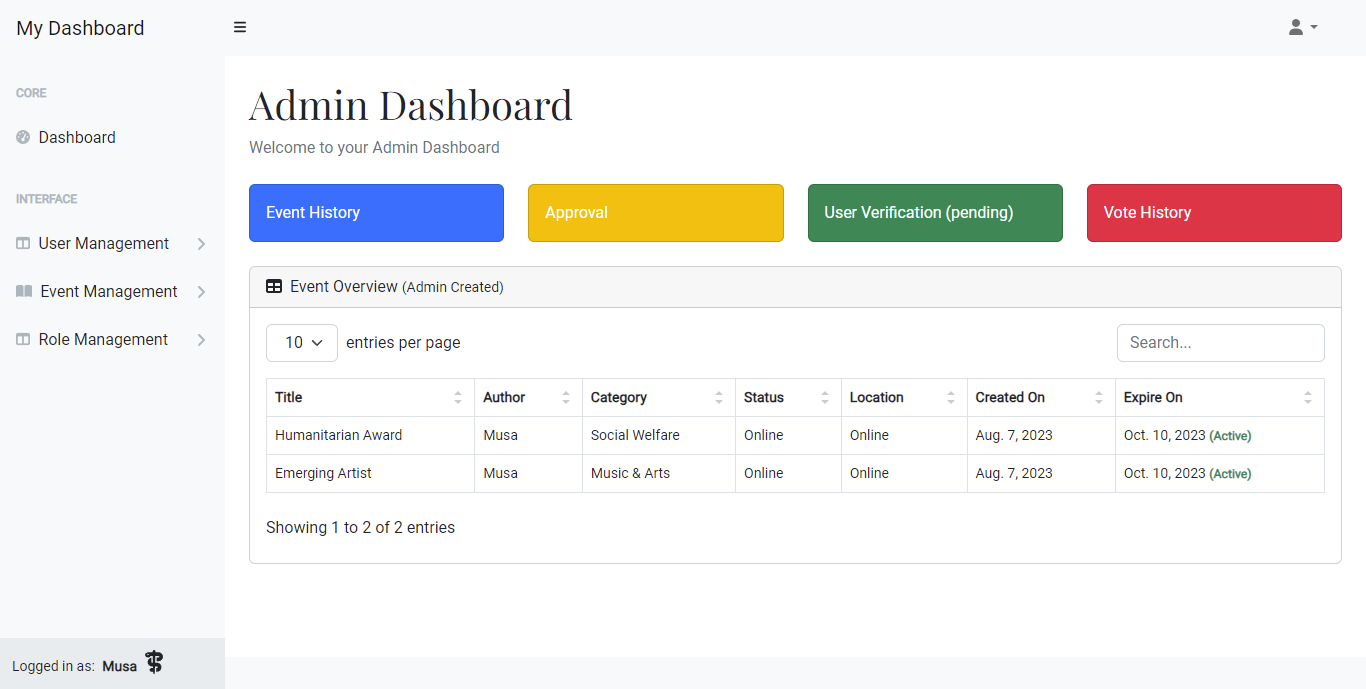 My Dashboard
CORE
Dashboard
INTERFACE
User Management
Event Management
Role Management
Logged in as: Musa
Admin Dashboard
Welcome to your Admin Dashboard
Event History Approval User Verification (pending) Vote History
Event Overview (Admin Created)
10 entries per page Search...
Title Author Category Status Location Created On Expire On
Humanitarian Award Musa Social Welfare Online Online Aug. 7, 2023 Oct. 10, 2023 (Active)
Emerging Artist Musa Music & Arts Online Online Aug. 7, 2023 Oct. 10, 2023 (Active)
Showing 1 to 2 of 2 entries